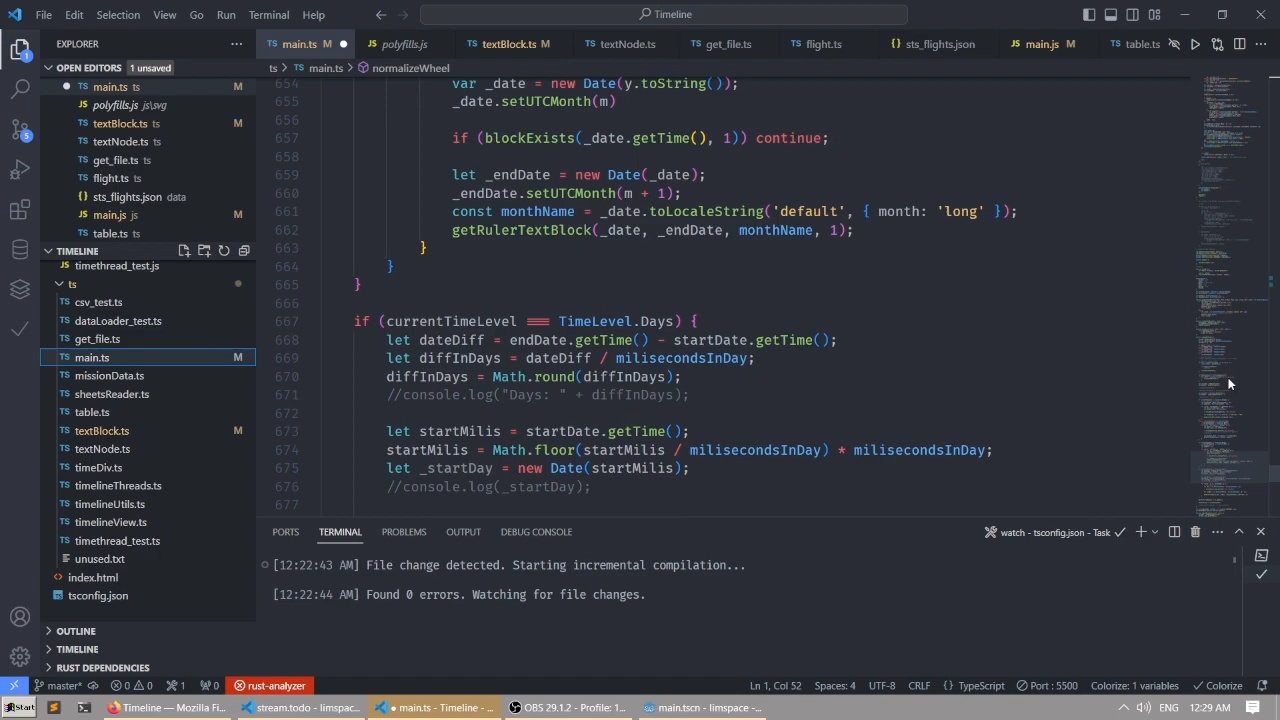 File Edit Selection View Go Run Terminal Help
Timeline
EXPLORER
main.ts
polyfills.js
textBlock.ts M
textNode.ts
get_file.ts
flight.ts
sts_flights.json
main.js M
table.ts
OPEN EDITORS 1 unsaved
ts > main.ts > normalizeWheel
main.ts ts M
polyfills.js js\svg
textBlock.ts ts M
textNode.ts ts
get_file.ts ts
flight.ts ts
sts_flights.json data
main.js js M
table.ts ts
TIMELINE
timethread_test.js
ts
csv_test.ts
dataLoader_test.ts
get_file.ts
main.ts M
missionData.ts
sheetsReader.ts
table.ts
textBlock.ts M
textNode.ts
timeDiv.ts
timelineThreads.ts
timelineUtils.ts
timelineView.ts
timethread_test.ts
unused.txt
index.html
tsconfig.json
OUTLINE
TIMELINE
RUST DEPENDENCIES
654 var _date = new Date(y.toString());
655 _date.setUTCMonth(m)
656
657 if (blockExists(_date.getTime(), 1)) continue;
658
659 let _endDate = new Date(_date);
660 _endDate.setUTCMonth(m + 1);
661 const monthName = _date.toLocaleString('default', { month: 'long' });
662 getRulerBlock(_date, _endDate, monthName, 1);
663
664 }
665 }
666
667 if (currentTimeUnit === TimeUnit.Days) {
668 getTime() - getTime();
669 let diffInDays = dateDiff / milisecondsInDay;
670 diffInDays = Math.round(diffInDays);
671 //console.log("days: " + diffInDays);
672
673 let startMilis = startDate.getTime()
674 startMilis = Math.floor(startMilis / milisecondsInDay) * milisecondsInDay;
675 let _startDay = new Date(startMilis)
676 //console.log(_startDay);
677
PORTS TERMINAL PROBLEMS OUTPUT DEBUG CONSOLE
watch - tsconfig.json - Task
[12:22:43 AM] File change detected. Starting incremental compilation...
[12:22:44 AM] Found 0 errors. Watching for file changes.
master* 0 0 1 0 rust-analyzer
Ln 1, Col 52 Spaces: 4 UTF-8 CRLF {} TypeScript Port : 5500 Colorize: 1 variables Colorize
Start
Timeline — Mozilla Fi...
stream.todo - limspac...
● main.ts - Timeline - ...
OBS 29.1.2 - Profile: 1...
main.tscn - limspace -...
12:29 AM